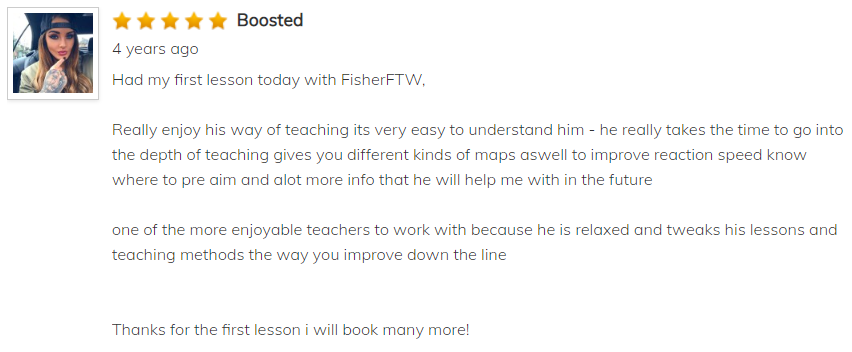 Boosted
4 years ago
Had my first lesson today with FisherFTW,
Really enjoy his way of teaching its very easy to understand him - he really takes the time to go into
the depth of teaching gives you different kinds of maps aswell to improve reaction speed know
where to pre aim and alot more info that he will help me with in the future
one of the more enjoyable teachers to work with because he is relaxed and tweaks his lessons and
teaching methods the way you improve down the line
Thanks for the first lesson i will book many more!